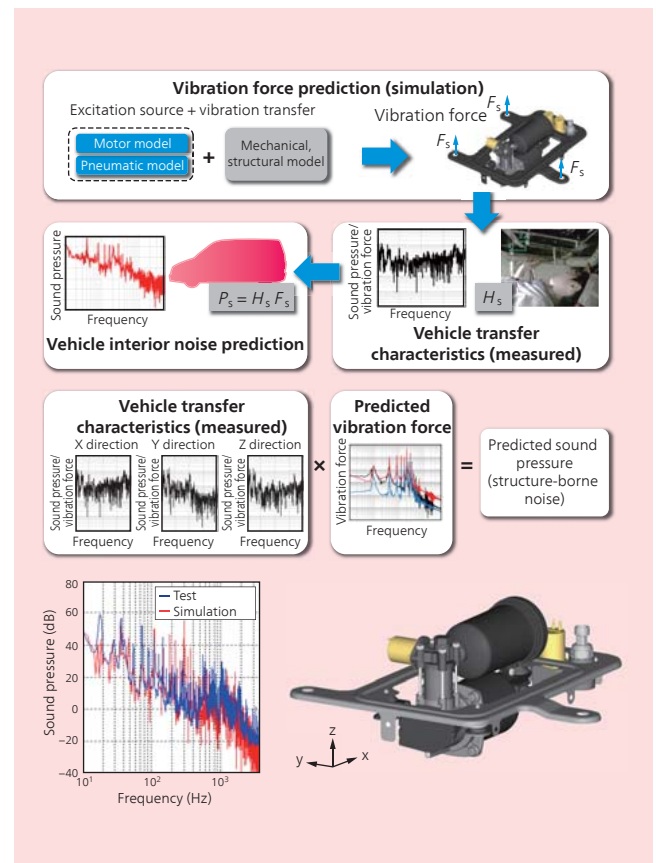 Vibration force prediction (simulation)
Excitation source + vibration transfer
Motor model
Pneumatic model
+
Mechanical,
structural model
Vibration force
Fs
Fs
Fs
Sound pressure
Frequency
Ps = Hs Fs
Vehicle interior noise prediction
Sound pressure/
vibration force
Frequency
Hs
Vehicle transfer
characteristics (measured)
Vehicle transfer
characteristics (measured)
X direction
Y direction
Z direction
Sound pressure/
vibration force
Frequency
Sound pressure/
vibration force
Frequency
Sound pressure/
vibration force
Frequency
×
Predicted
vibration force
Vibration force
Frequency
=
Predicted sound
pressure
(structure-borne
noise)
Sound pressure (dB)
80
60
40
20
0
−20
−40
10¹
10²
10³
Frequency (Hz)
Test
Simulation
z
y
x